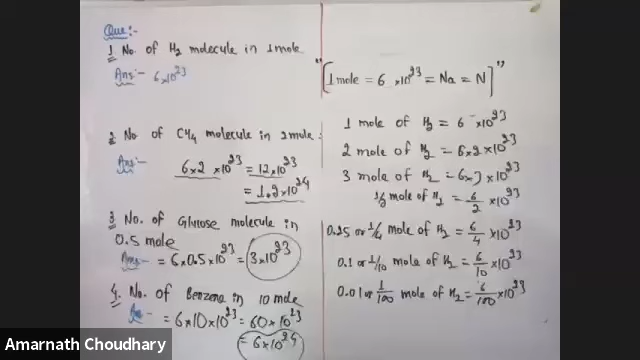 Que:-
1 No. of H2 molecule in 1mole
Ans:- 6×10^23
2 No of CH4 molecule in 2mole:
Ans:-
6×2 ×10^23 = 12×10^23
= 1.2×10^24
3 No. of Glucose molecule in
0.5 mole
Ans = 6×0.5×10^23 = 3×10^23
4. No. of Benzene in 10 mole
Ans = 6×10×10^23 = 60×10^23
= 6×10^24
"[1mole = 6 ×10^23 = Na = N]"
1 mole of H2 = 6 ×10^23
2 mole of H2 = 6×2×10^23
3 mole of H2 = 6×3×10^23
1/2 mole of H2 = 6/2 ×10^23
0.25 or 1/4 mole of H2 = 6/4 ×10^23
0.1 or 1/10 mole of H2 = 6/10 ×10^23
0.01 or 1/100 mole of H2 = 6/100 ×10^23
Amarnath Choudhary